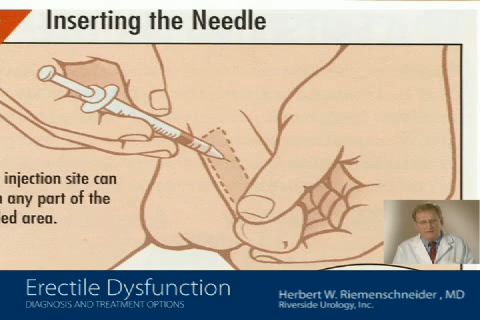 Inserting the Needle
injection site can
any part of the
area.
Erectile Dysfunction
DIAGNOSIS AND TREATMENT OPTIONS
Herbert W. Riemenschneider , MD
Riverside Urology, Inc.